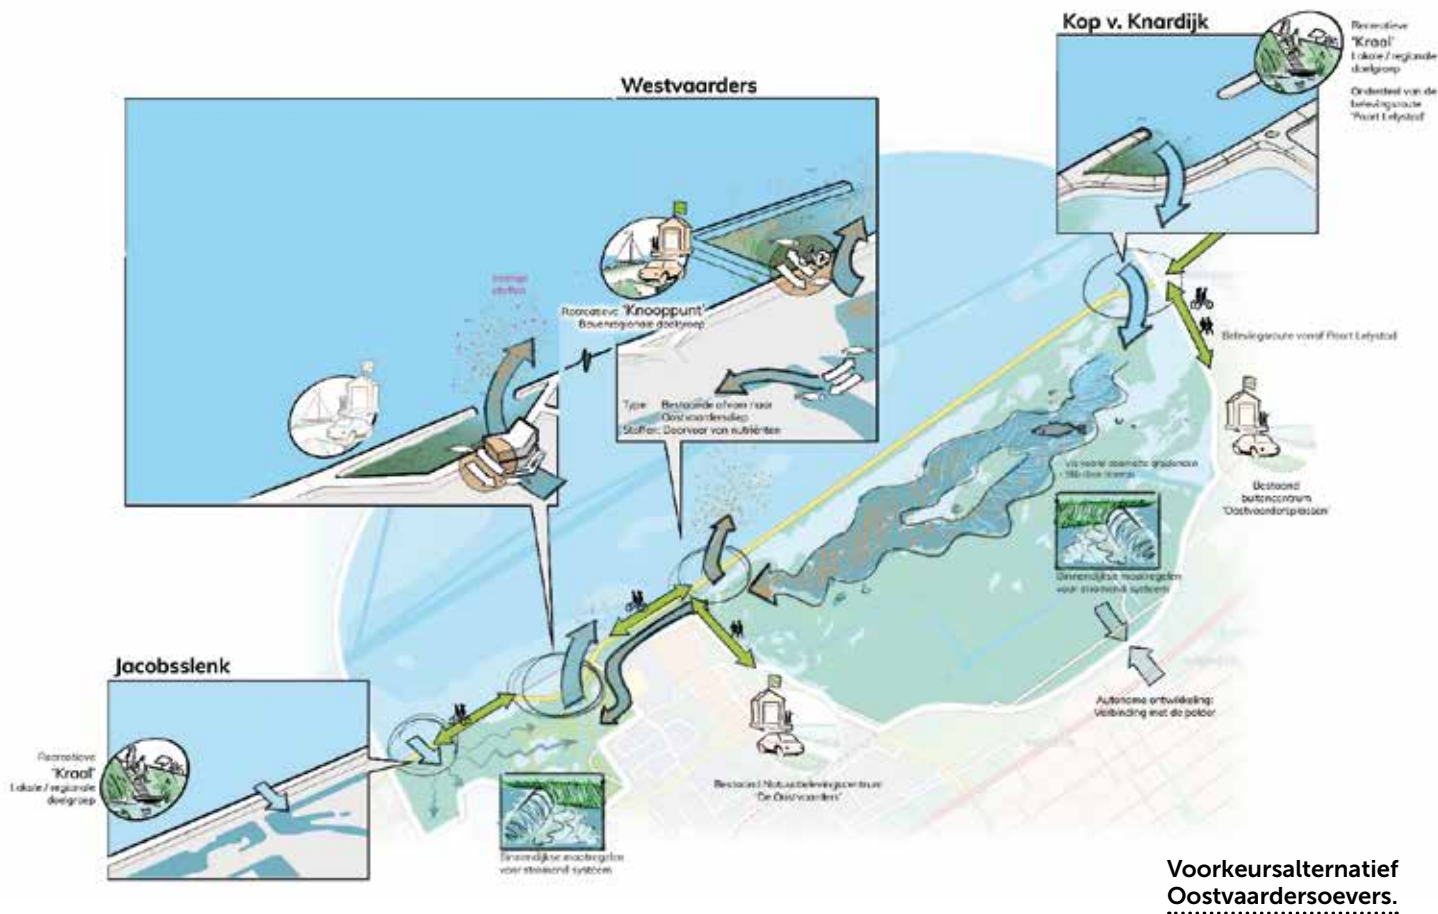 Kop v. Knardijk
Recreatieve
'Kraal'
Lokale / regionale
doelgroep
Onderdeel van de
belevingsroute
'Poort Lelystad'
Westvaarders
Recreatieve 'Knooppunt'
Bovenregionale doelgroep
Type: Bestaande afvoer naar
Oostvaardersdiep
Stoffen: Doorvoer van nutriënten
Belevingsroute vanaf Poort Lelystad
Bestaand
buitencentrum
'Oostvaardersplassen'
Binnendijkse maatregelen
voor stromend systeem
Autonome ontwikkeling:
Verbinding met de polder
Jacobsslenk
Recreatieve
'Kraal'
Lokale / regionale
doelgroep
Bestaand Natuurbelevingscentrum
'De Oostvaarders'
Binnendijkse maatregelen
voor stromend systeem
Voorkeursalternatief
Oostvaardersoevers.